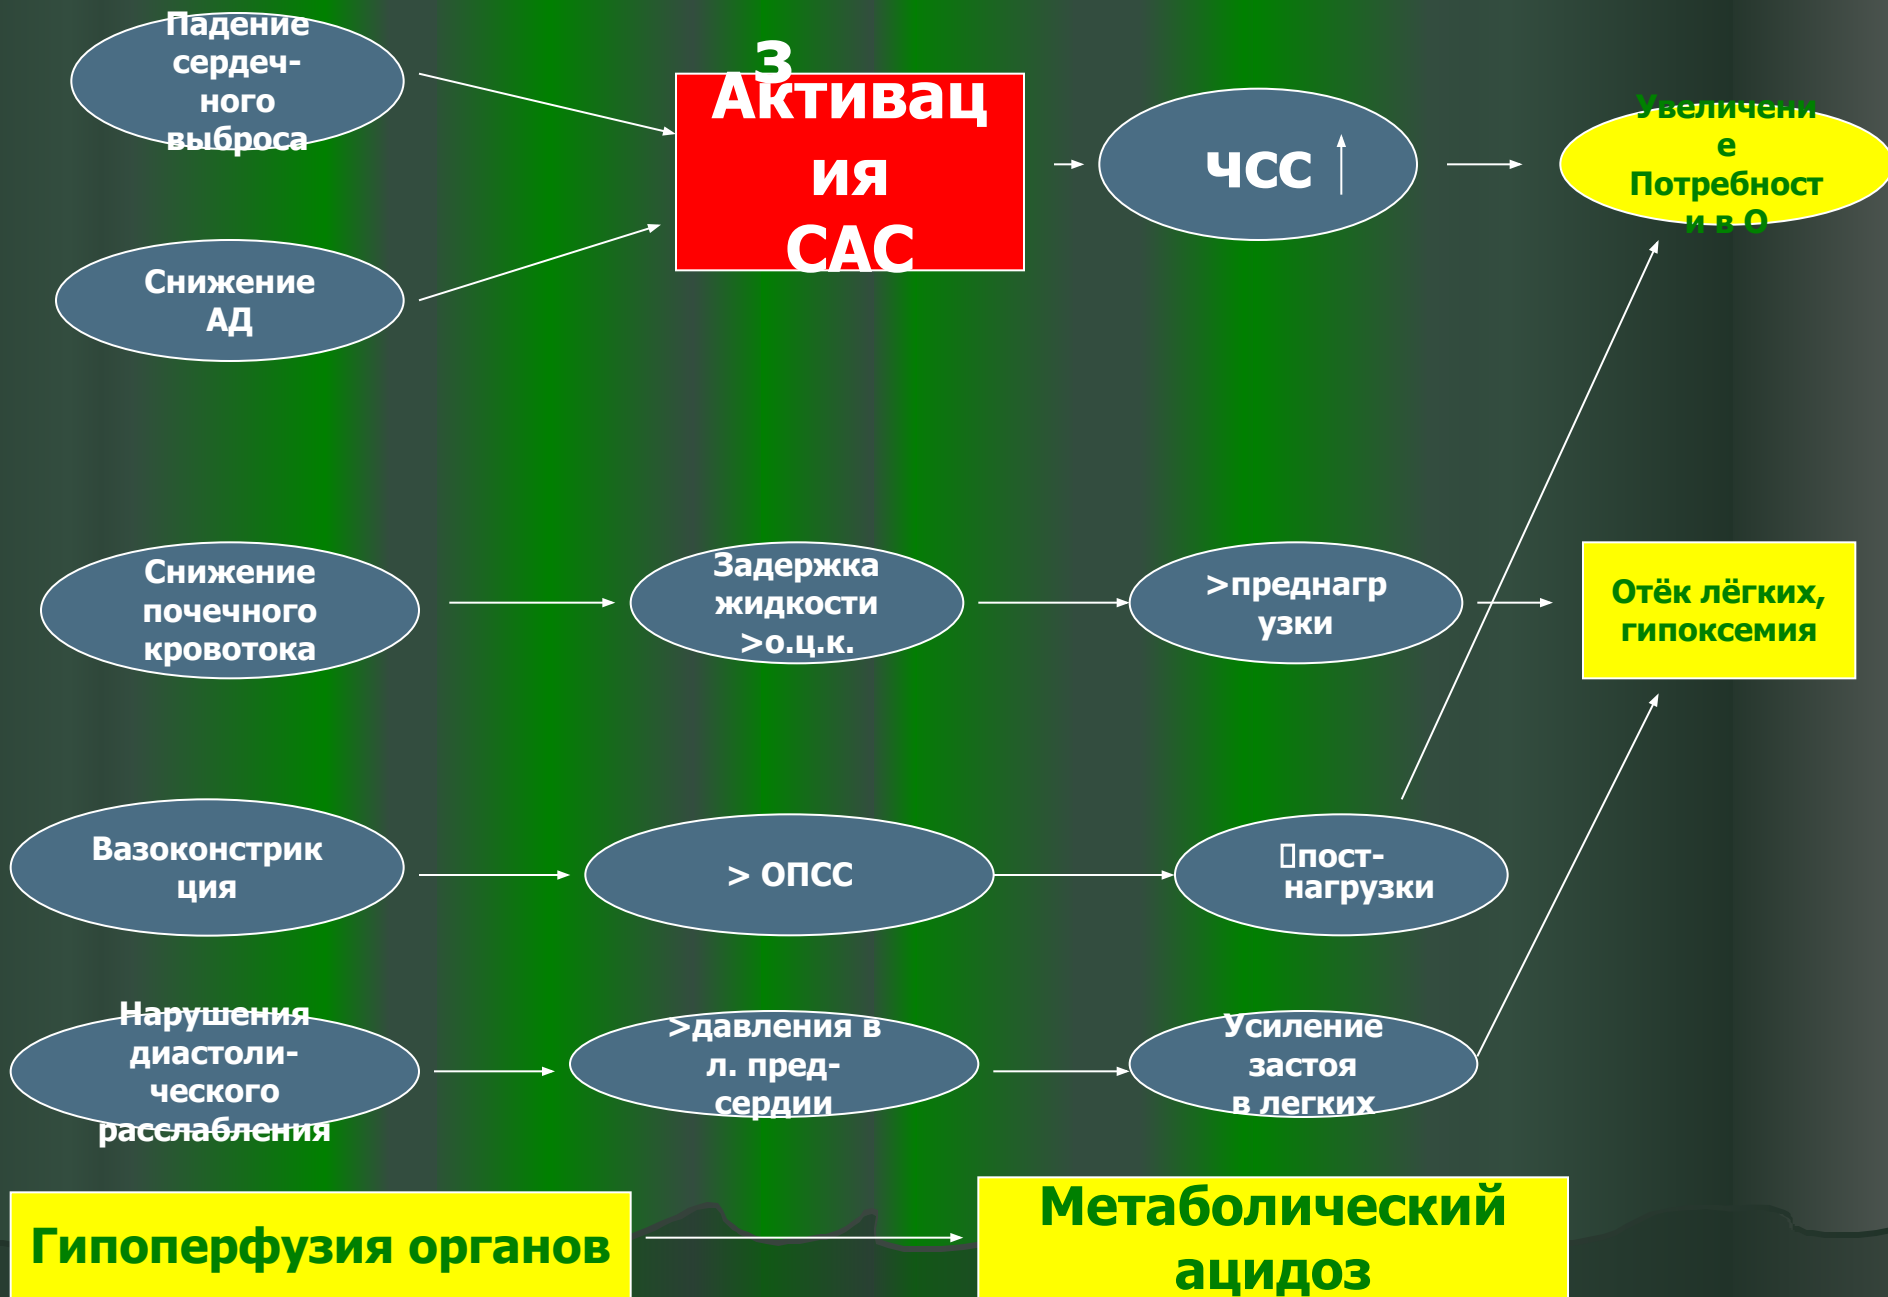 Падение
сердеч-
ного
выброса
З
Активац
ия
САС
ЧСС
Увеличени
е
Потребност
и в О
Снижение
АД
Снижение
почечного
кровотока
Задержка
жидкости
>о.ц.к.
>преднагр
узки
Отёк лёгких,
гипоксемия
Вазоконстрик
ция
> ОПСС
пост-
нагрузки
Нарушения
диастоли-
ческого
расслабления
>давления в
л. пред-
сердии
Усиление
застоя
в легких
Гипоперфузия органов
Метаболический
ацидоз